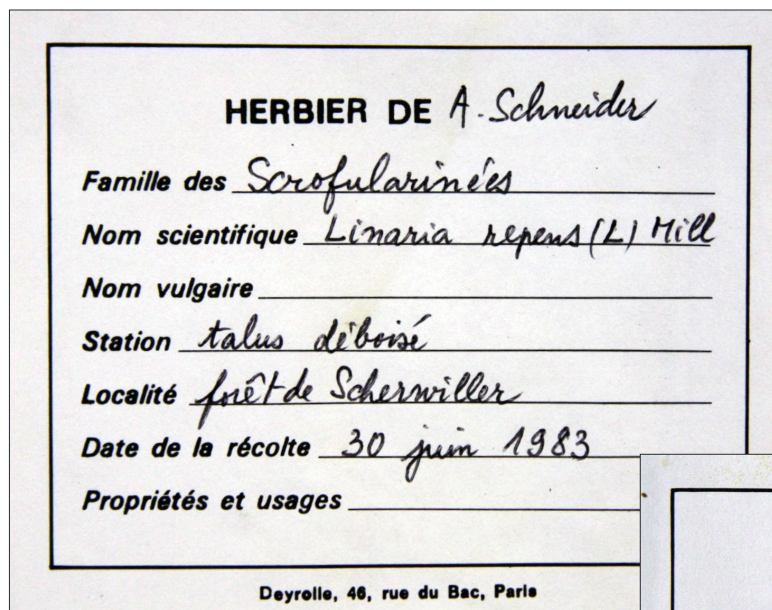 HERBIER DE A. Schneider
Famille des Scrofularinées
Nom scientifique Linaria repens (L) Mill
Nom vulgaire
Station talus déboisé
Localité forêt de Scherwiller
Date de la récolte 30 juin 1983
Propriétés et usages
Deyrolle, 46, rue du Bac, Paris